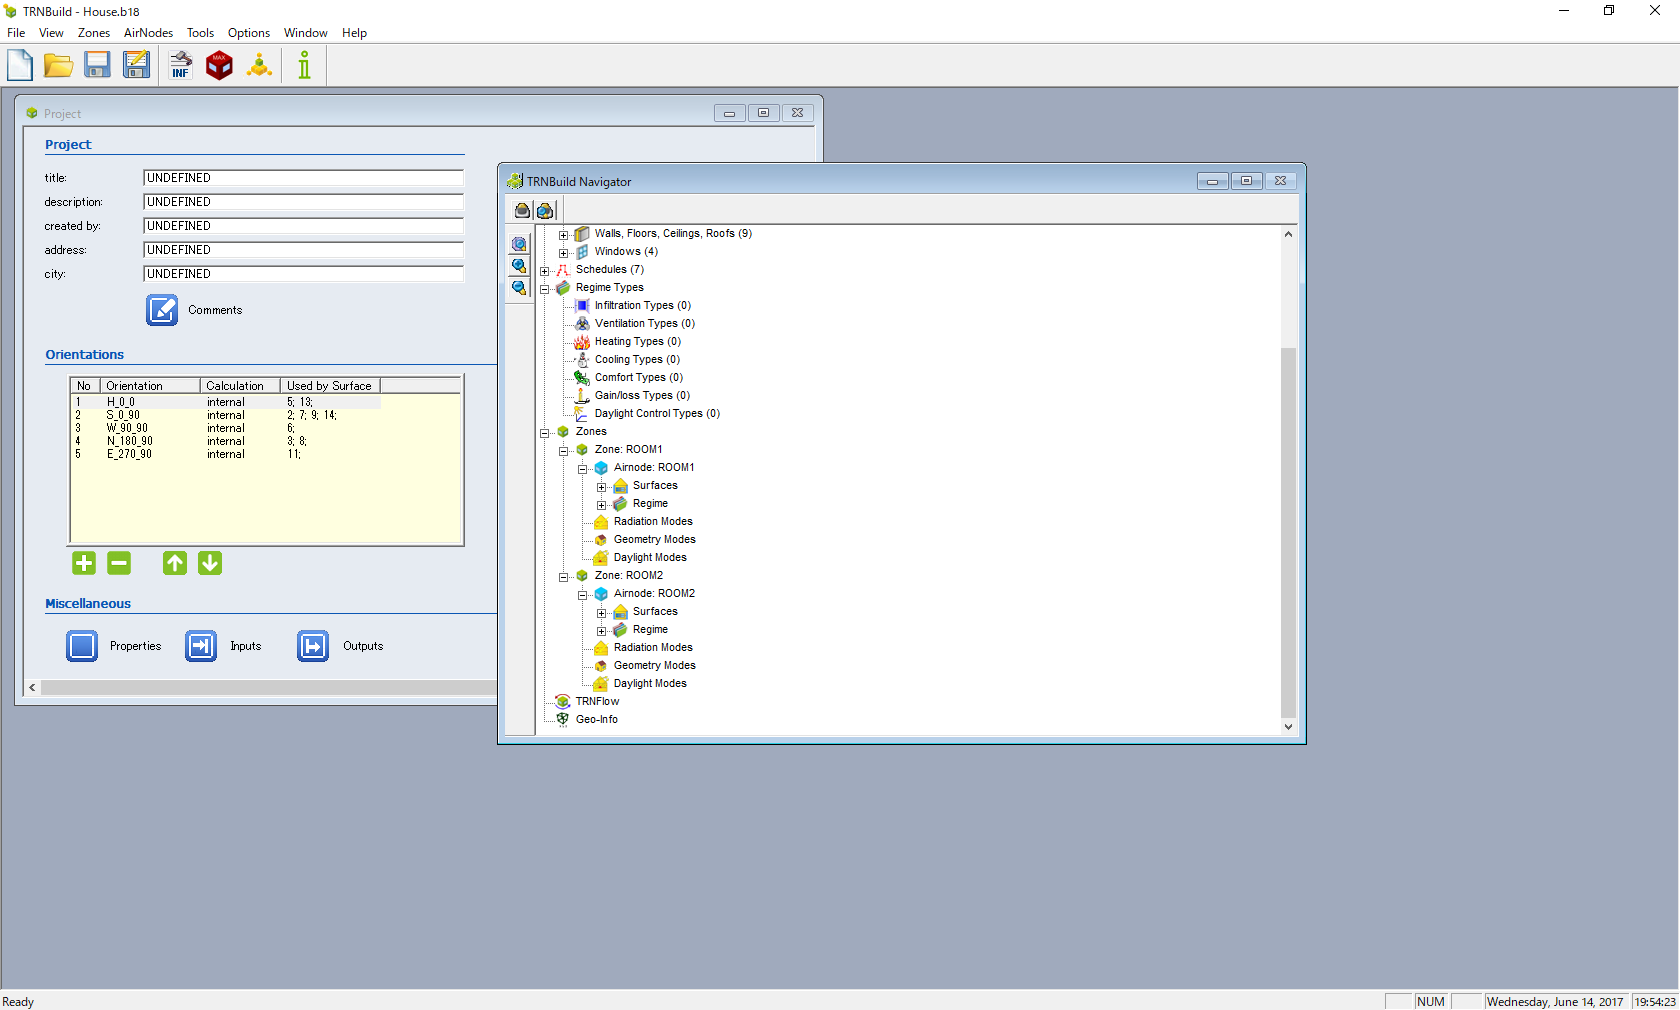 TRNBuild - House.b18
File View Zones AirNodes Tools Options Window Help
INF MAX
Project
Project
title: UNDEFINED
description: UNDEFINED
created by: UNDEFINED
address: UNDEFINED
city: UNDEFINED
Comments
Orientations
No Orientation Calculation Used by Surface
1 H_0_0 internal 5; 13;
2 S_0_90 internal 2; 7; 9; 14;
3 W_90_90 internal 6;
4 N_180_90 internal 3; 8;
5 E_270_90 internal 11;
Miscellaneous
Properties Inputs Outputs
TRNBuild Navigator
Walls, Floors, Ceilings, Roofs (9)
Windows (4)
Schedules (7)
Regime Types
Infiltration Types (0)
Ventilation Types (0)
Heating Types (0)
Cooling Types (0)
Comfort Types (0)
Gain/loss Types (0)
Daylight Control Types (0)
Zones
Zone: ROOM1
Airnode: ROOM1
Surfaces
Regime
Radiation Modes
Geometry Modes
Daylight Modes
Zone: ROOM2
Airnode: ROOM2
Surfaces
Regime
Radiation Modes
Geometry Modes
Daylight Modes
TRNFlow
Geo-Info
Ready NUM Wednesday, June 14, 2017 19:54:23